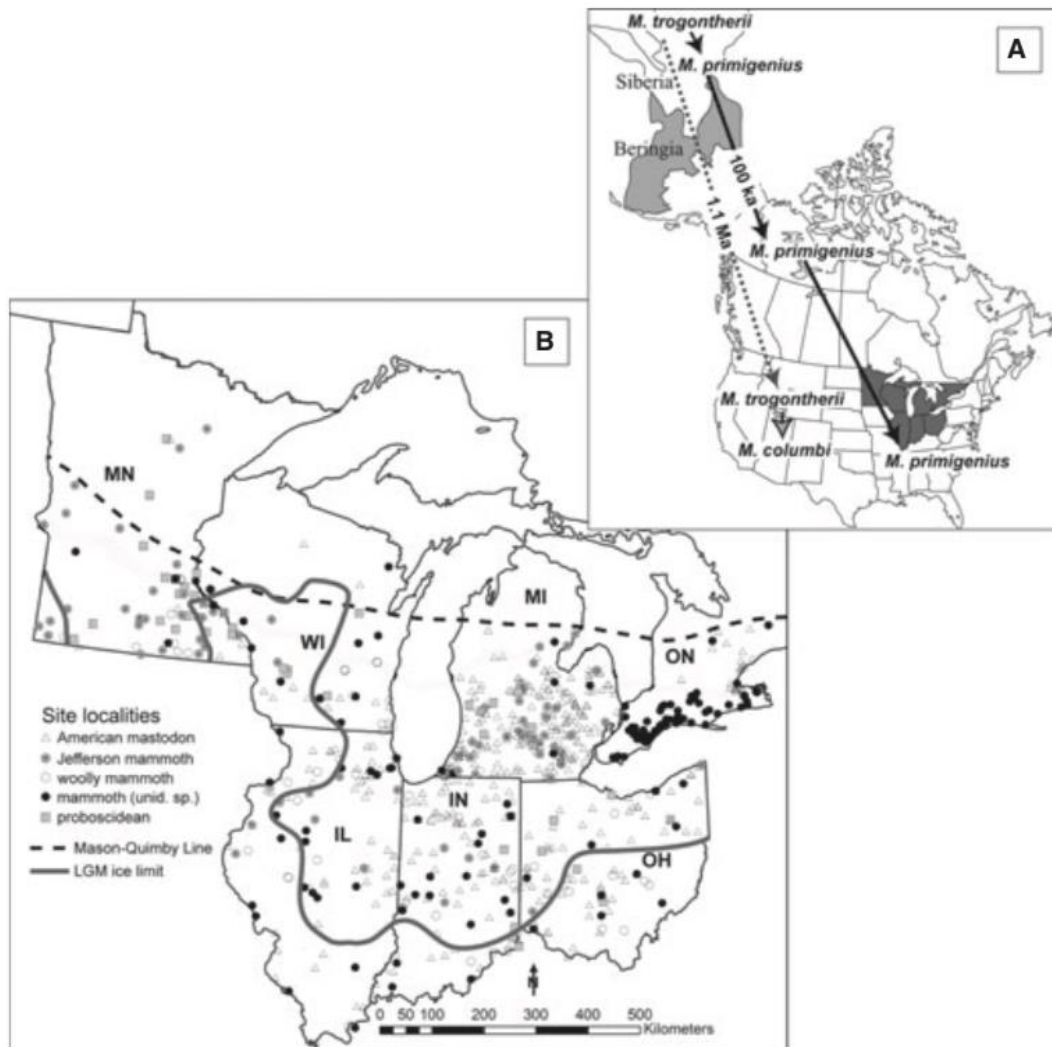 A
M. trogontherii
M. primigenius
Siberia
Beringia
100 ka
1.1 Ma
M. primigenius
M. trogontherii
M. columbi
M. primigenius
B
MN
WI
MI
ON
IL
IN
OH
Site localities
American mastodon
Jefferson mammoth
woolly mammoth
mammoth (unid. sp.)
proboscidean
Mason-Quimby Line
LGM ice limit
N
0 50 100 200 300 400 500
Kilometers